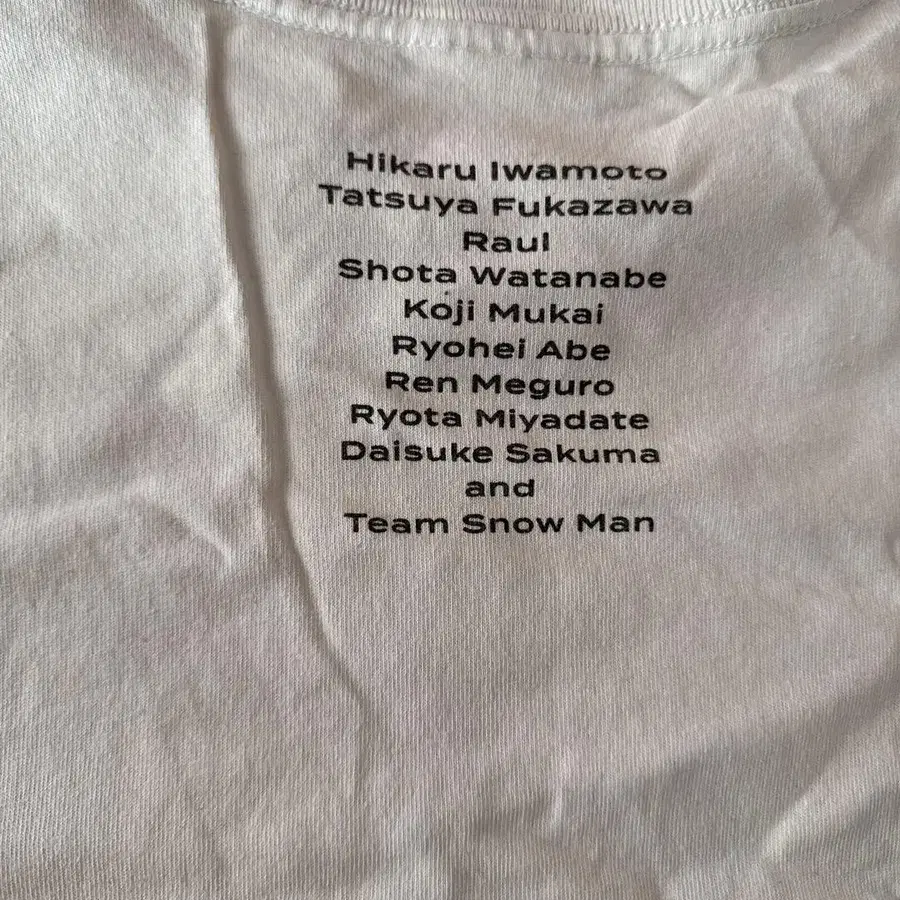 Hikaru Iwamoto
Tatsuya Fukazawa
Raul
Shota Watanabe
Koji Mukai
Ryohei Abe
Ren Meguro
Ryota Miyadate
Daisuke Sakuma
and
Team Snow Man